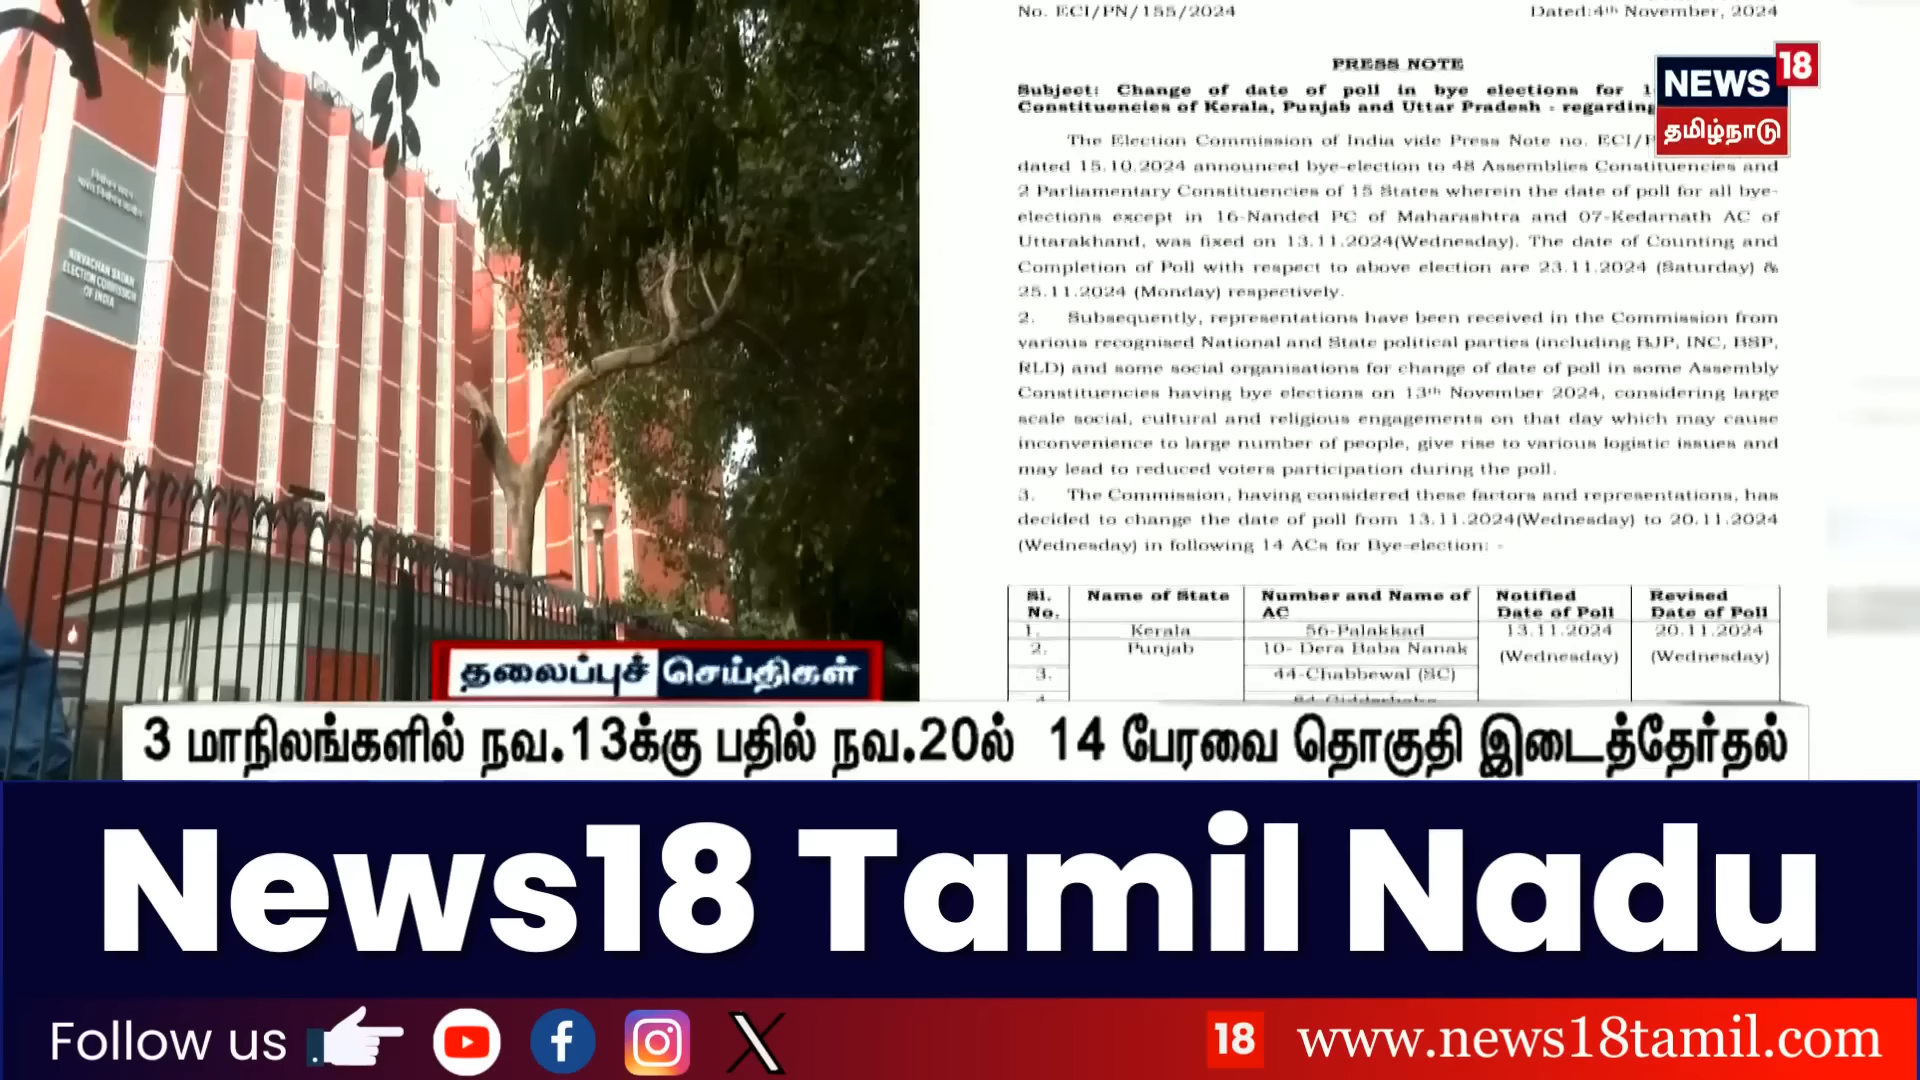 निर्वाचन सदन
भारत निर्वाचन आयोग
NIRVACHAN SADAN
ELECTION COMMISSION
OF INDIA
No. ECI/PN/155/2024 Dated:4th November, 2024
PRESS NOTE
Subject: Change of date of poll in bye elections for
Constituencies of Kerala, Punjab and Uttar Pradesh - regarding
The Election Commission of India vide Press Note no.
dated 15.10.2024 announced bye-election to 48 Assemblies Constituencies and
2 Parliamentary Constituencies of 15 States wherein the date of poll for all bye-
elections except in 16-Nanded PC of Maharashtra and 07-Kedarnath AC of
Uttarakhand, was fixed on 13.11.2024(Wednesday). The date of Counting and
Completion of Poll with respect to above election are 23.11.2024 (Saturday) &
25.11.2024 (Monday) respectively.
2. Subsequently, representations have been received in the Commission from
various recognised National and State political parties (including BJP, INC, BSP,
RLD) and some social organisations for change of date of poll in some Assembly
Constituencies having bye elections on 13th November 2024, considering large
scale social, cultural and religious engagements on that day which may cause
inconvenience to large number of people, give rise to various logistic issues and
may lead to reduced voters participation during the poll.
3. The Commission, having considered these factors and representations, has
decided to change the date of poll from 13.11.2024(Wednesday) to 20.11.2024
(Wednesday) in following 14 ACs for Bye-election: -
Sl. No. Name of State Number and Name of AC Notified Date of Poll Revised Date of Poll
1. Kerala 56-Palakkad 13.11.2024 (Wednesday) 20.11.2024 (Wednesday)
2. Punjab 10- Dera Baba Nanak
3. 44-Chabbewal (SC)
NEWS 18
தமிழ்நாடு
தலைப்புச் செய்திகள்
3 மாநிலங்களில் நவ.13க்கு பதில் நவ.20ல் 14 பேரவை தொகுதி இடைத்தேர்தல்
News18 Tamil Nadu
Follow us 18 www.news18tamil.com